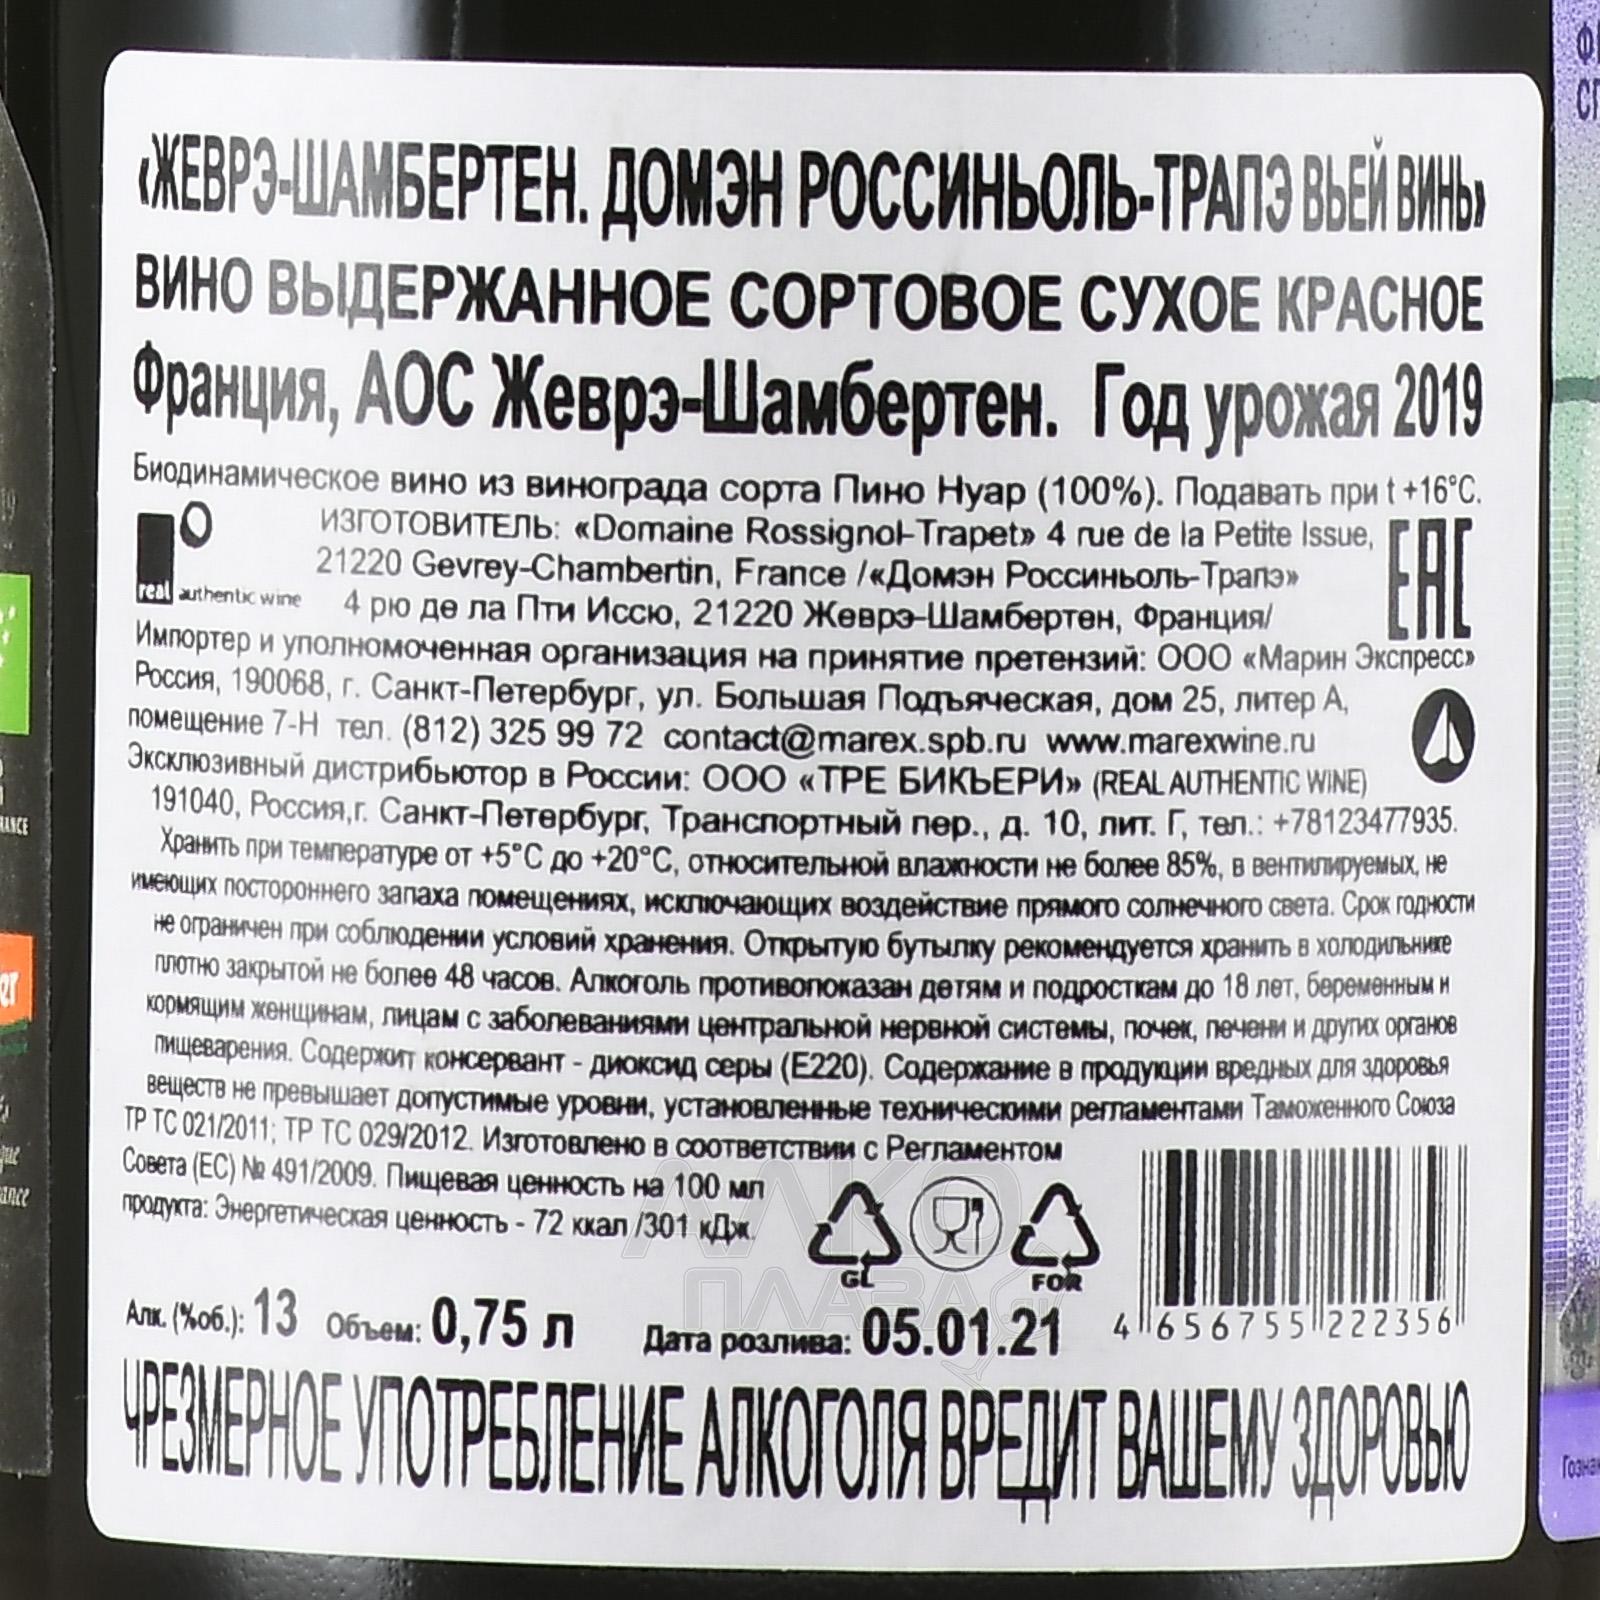 «ЖЕВРЭ-ШАМБЕРТЕН. ДОМЭН РОССИНЬОЛЬ-ТРАПЭ ВЬЕЙ ВИНЬ»
ВИНО ВЫДЕРЖАННОЕ СОРТОВОЕ СУХОЕ КРАСНОЕ
Франция, АОС Жеврэ-Шамбертен. Год урожая 2019
Биодинамическое вино из винограда сорта Пино Нуар (100%). Подавать при t +16°C.
ИЗГОТОВИТЕЛЬ: «Domaine Rossignol-Trapet» 4 rue de la Petite Issue,
21220 Gevrey-Chambertin, France /«Домэн Россиньоль-Трапэ»
real authentic wine
4 рю де ла Пти Иссю, 21220 Жеврэ-Шамбертен, Франция/
EAC
Импортер и уполномоченная организация на принятие претензий: ООО «Марин Экспресс»
Россия, 190068, г. Санкт-Петербург, ул. Большая Подъяческая, дом 25, литер А,
помещение 7-Н тел. (812) 325 99 72 contact@marex.spb.ru www.marexwine.ru
Эксклюзивный дистрибьютор в России: ООО «ТРЕ БИКЬЕРИ» (REAL AUTHENTIC WINE)
191040, Россия,г. Санкт-Петербург, Транспортный пер., д. 10, лит. Г, тел.: +78123477935.
Хранить при температуре от +5°C до +20°C, относительной влажности не более 85%, в вентилируемых, не
имеющих постороннего запаха помещениях, исключающих воздействие прямого солнечного света. Срок годности
не ограничен при соблюдении условий хранения. Открытую бутылку рекомендуется хранить в холодильнике
плотно закрытой не более 48 часов. Алкоголь противопоказан детям и подросткам до 18 лет, беременным и
кормящим женщинам, лицам с заболеваниями центральной нервной системы, почек, печени и других органов
пищеварения. Содержит консервант - диоксид серы (Е220). Содержание в продукции вредных для здоровья
веществ не превышает допустимые уровни, установленные техническими регламентами Таможенного Союза
ТР ТС 021/2011; ТР ТС 029/2012. Изготовлено в соответствии с Регламентом
Совета (ЕС) № 491/2009. Пищевая ценность на 100 мл
продукта: Энергетическая ценность - 72 ккал /301 кДж.
GL FOR
АЛКО
ПЛАЗА.ru
Алк. (%об.): 13 Объем: 0,75 л Дата розлива: 05.01.21
4 656755 222356
ЧРЕЗМЕРНОЕ УПОТРЕБЛЕНИЕ АЛКОГОЛЯ ВРЕДИТ ВАШЕМУ ЗДОРОВЬЮ